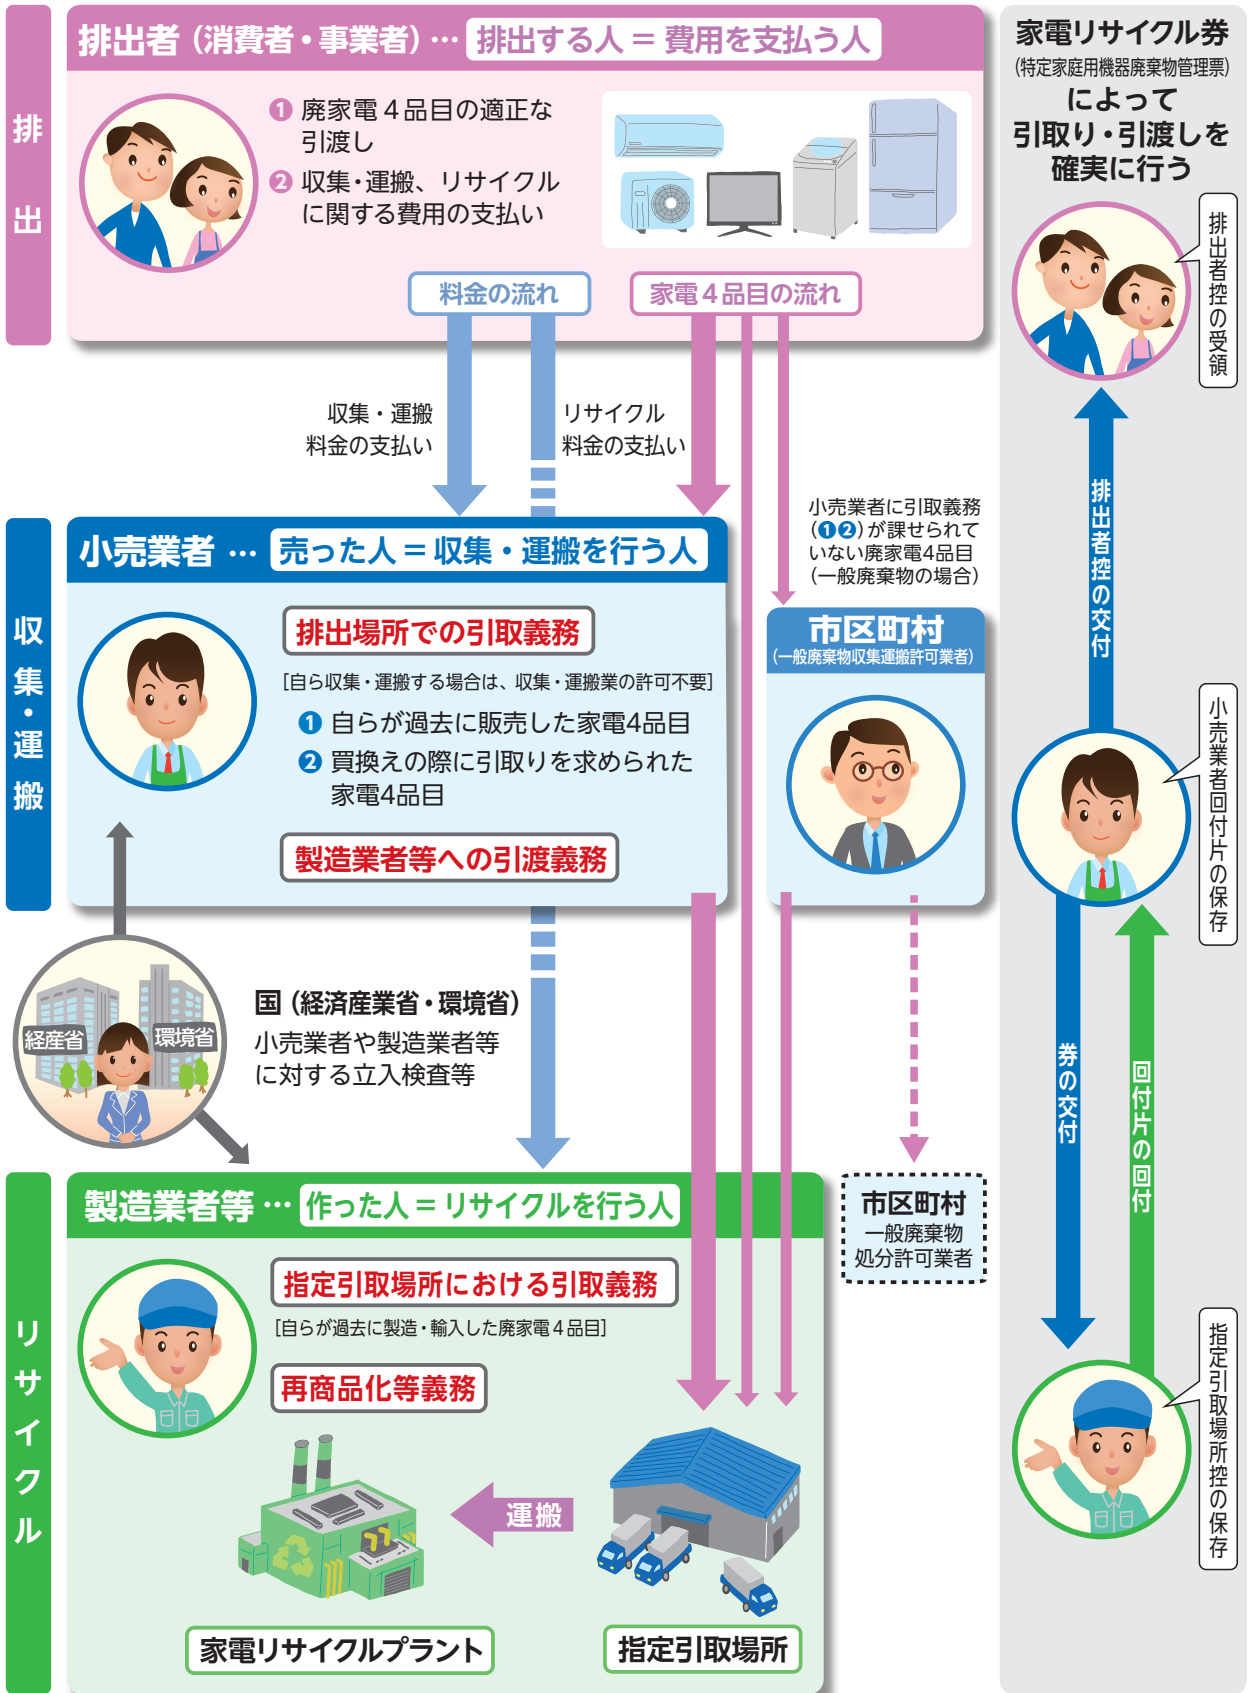 排出
排出者（消費者・事業者）… 排出する人 ＝ 費用を支払う人
❶ 廃家電４品目の適正な
引渡し
❷ 収集・運搬、リサイクル
に関する費用の支払い
料金の流れ
家電４品目の流れ
収集・運搬
料金の支払い
リサイクル
料金の支払い
小売業者に引取義務
（❶❷）が課せられて
いない廃家電4品目
（一般廃棄物の場合）
収集・運搬
小売業者 … 売った人 ＝ 収集・運搬を行う人
排出場所での引取義務
［自ら収集・運搬する場合は、収集・運搬業の許可不要］
❶ 自らが過去に販売した家電4品目
❷ 買換えの際に引取りを求められた
家電4品目
製造業者等への引渡義務
市区町村
（一般廃棄物収集運搬許可業者）
経産省
環境省
国（経済産業省・環境省）
小売業者や製造業者等
に対する立入検査等
リサイクル
製造業者等 … 作った人 ＝ リサイクルを行う人
指定引取場所における引取義務
［自らが過去に製造・輸入した廃家電４品目］
再商品化等義務
運搬
家電リサイクルプラント
指定引取場所
市区町村
一般廃棄物
処分許可業者
家電リサイクル券
（特定家庭用機器廃棄物管理票）
によって
引取り・引渡しを
確実に行う
排出者控の受領
排出者控の交付
小売業者回付片の保存
券の交付
回付片の回付
指定引取場所控の保存